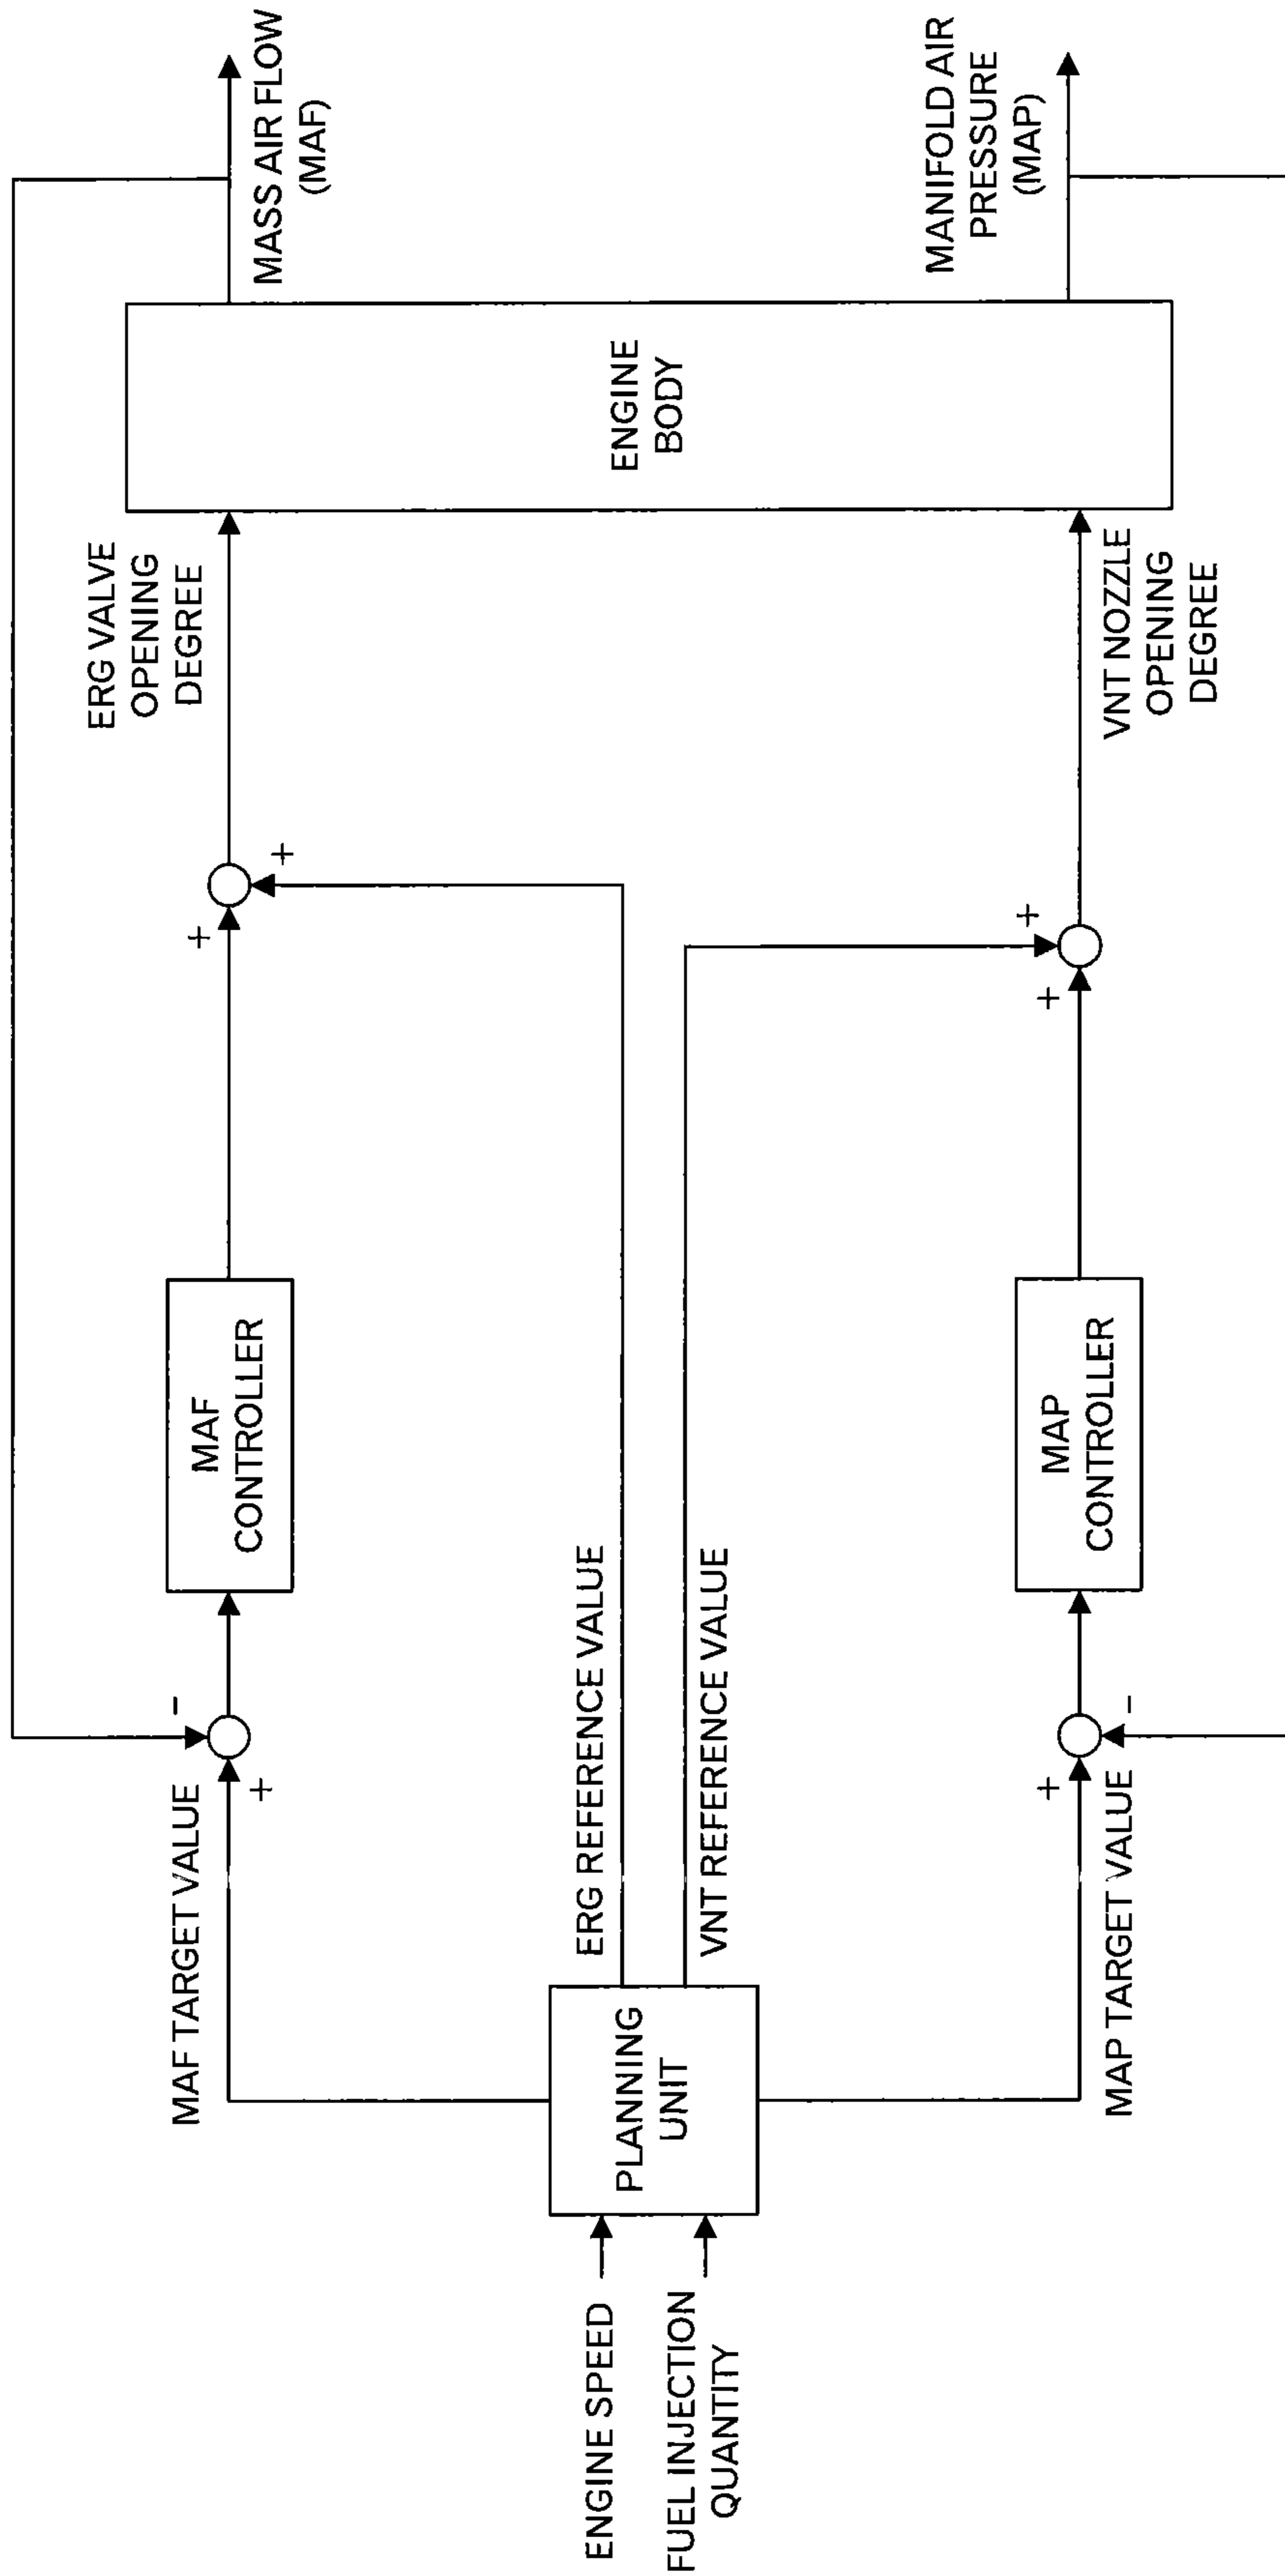 ENGINE SPEED
FUEL INJECTION
QUANTITY
PLANNING
UNIT
MAF TARGET VALUE
+
-
MAF
CONTROLLER
+
+
ERG VALVE
OPENING
DEGREE
ERG REFERENCE VALUE
VNT REFERENCE VALUE
MAP TARGET VALUE
+
-
MAP
CONTROLLER
+
+
VNT NOZZLE
OPENING
DEGREE
ENGINE
BODY
MASS AIR FLOW
(MAF)
MANIFOLD AIR
PRESSURE
(MAP)